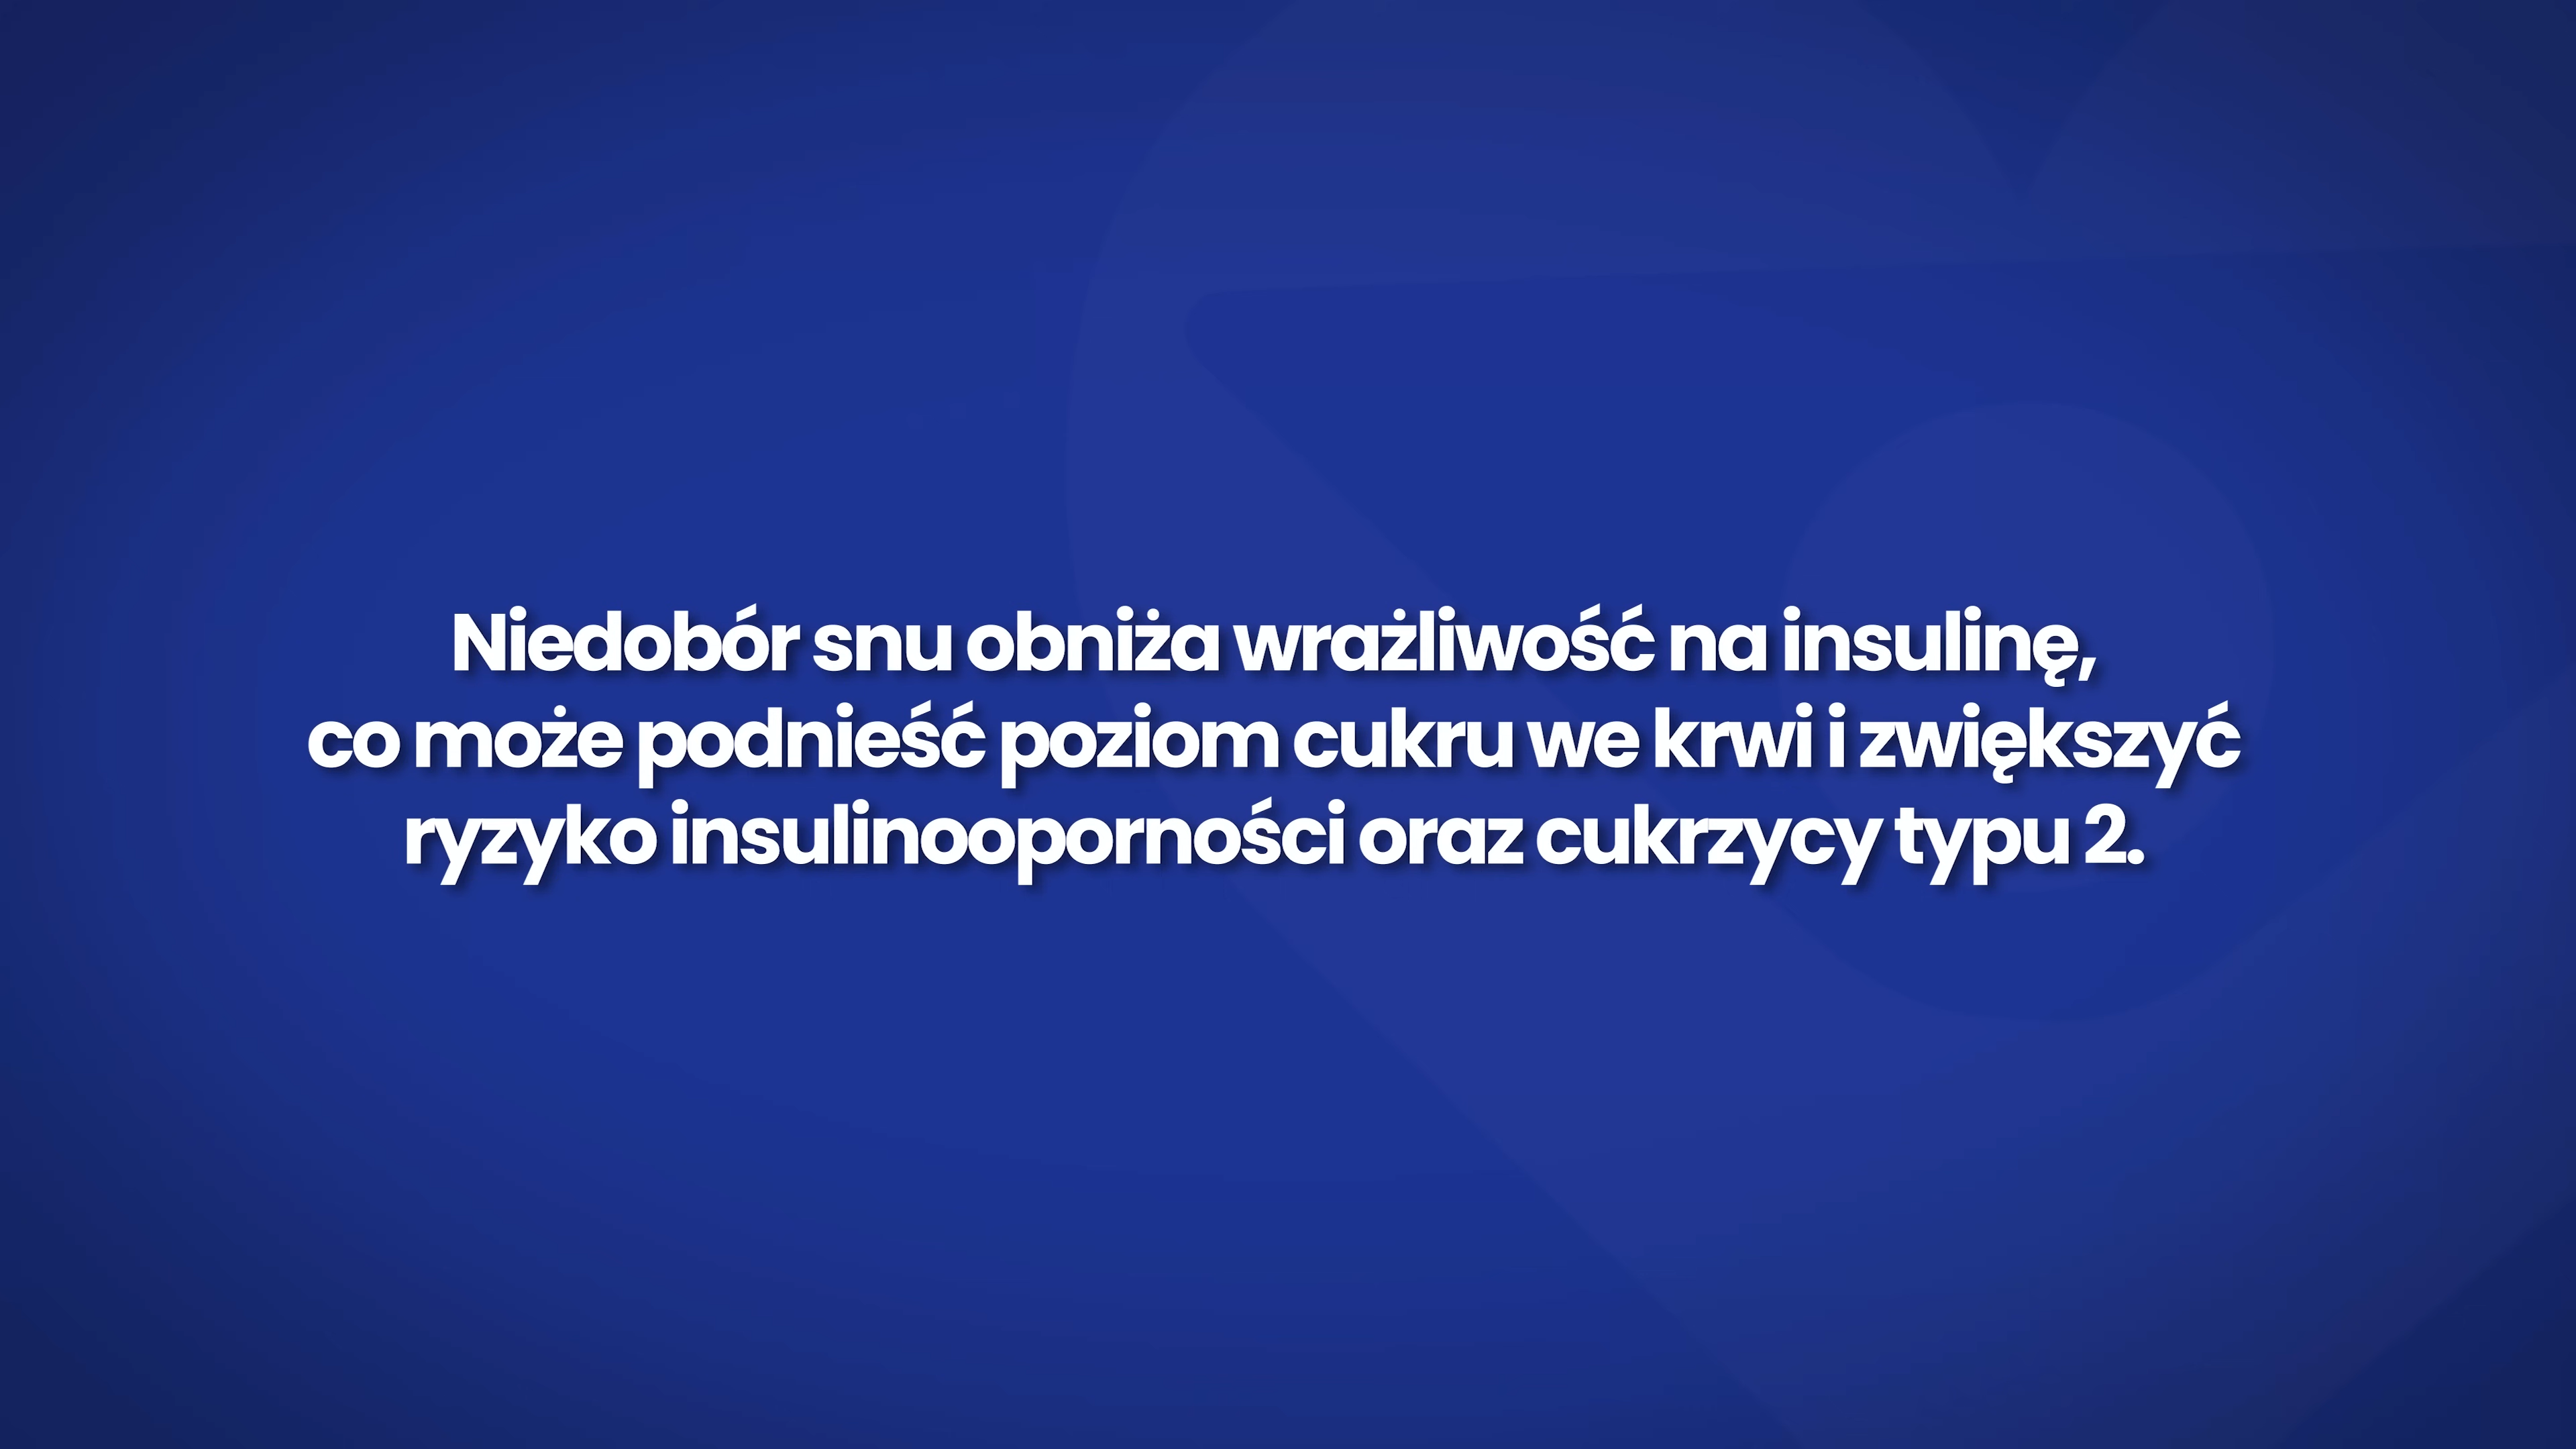 Niedobór snu obniża wrażliwość na insulinę,
co może podnieść poziom cukru we krwi i zwiększyć
ryzyko insulinooporności oraz cukrzycy typu 2.